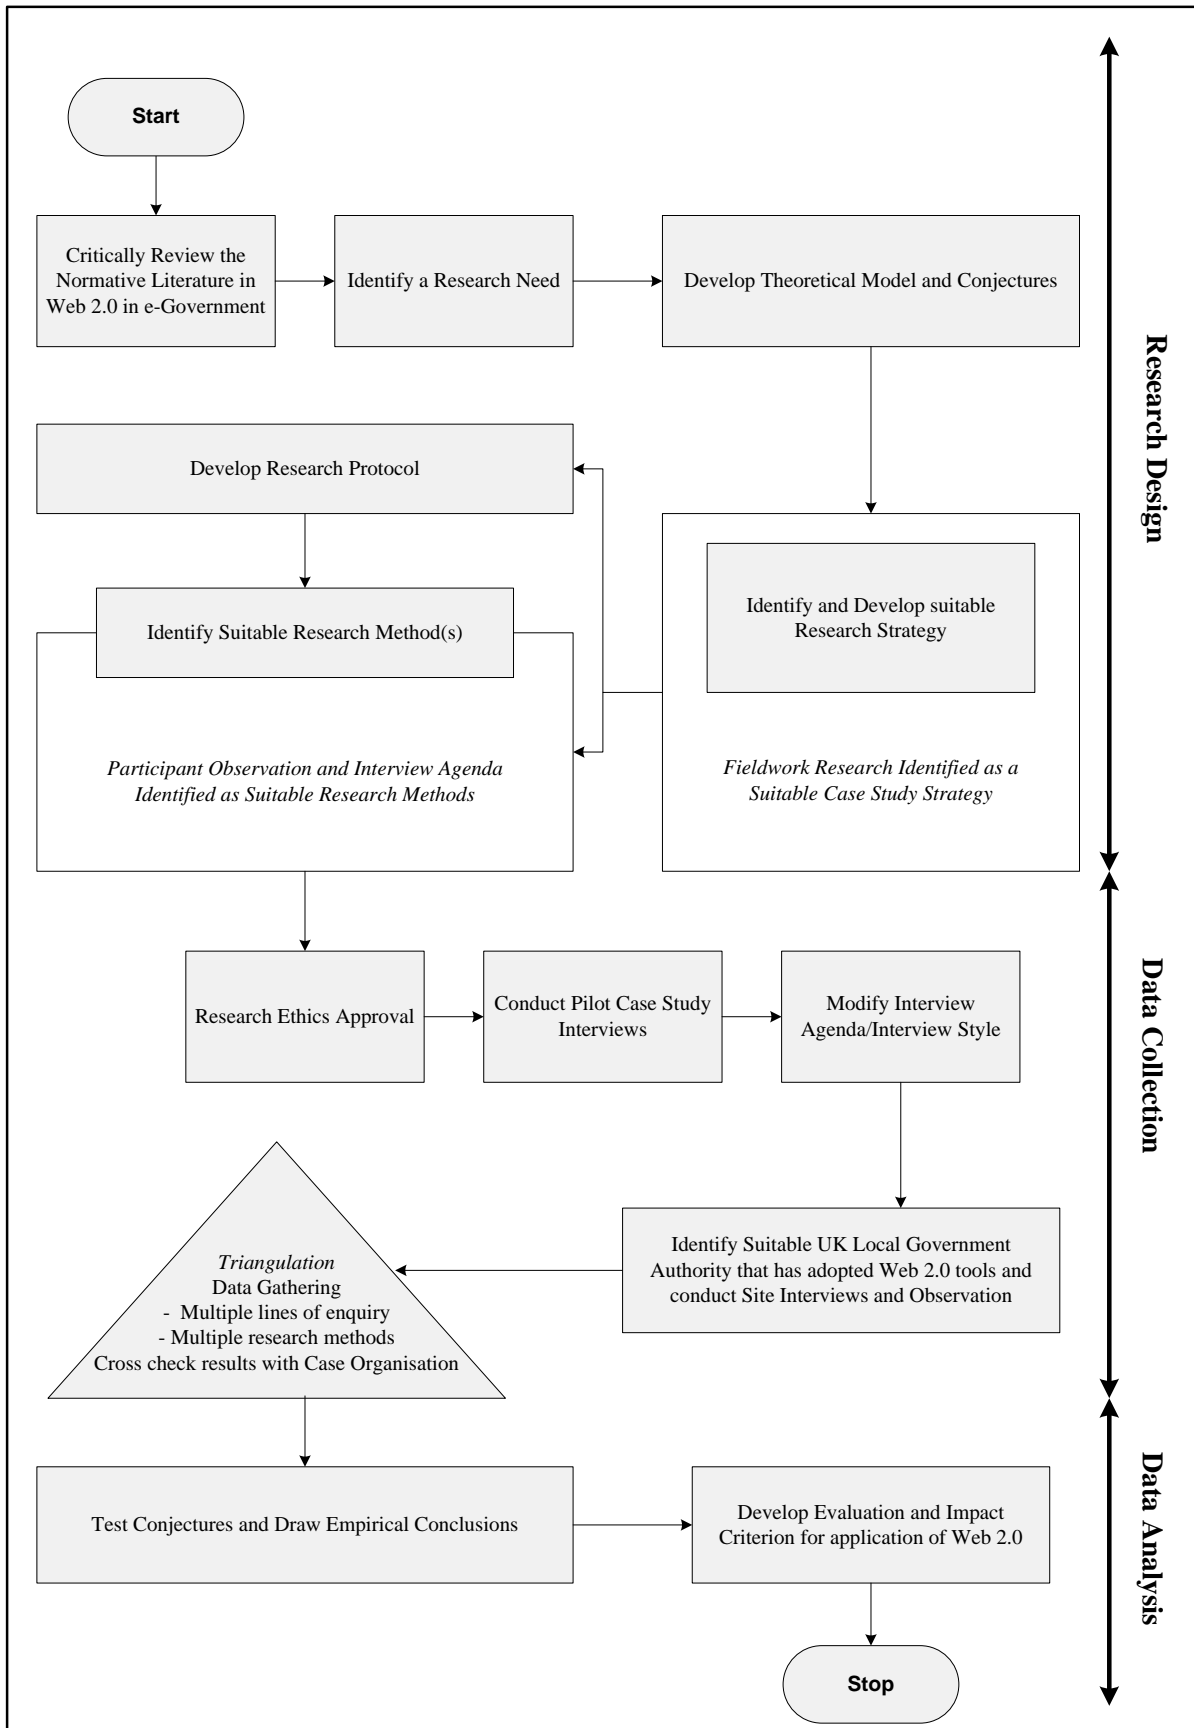 Start
Critically Review the
Normative Literature in
Web 2.0 in e-Government
Identify a Research Need
Develop Theoretical Model and Conjectures
Research Design
Develop Research Protocol
Identify Suitable Research Method(s)
Participant Observation and Interview Agenda
Identified as Suitable Research Methods
Identify and Develop suitable
Research Strategy
Fieldwork Research Identified as a
Suitable Case Study Strategy
Research Ethics Approval
Conduct Pilot Case Study
Interviews
Modify Interview
Agenda/Interview Style
Data Collection
Identify Suitable UK Local Government
Authority that has adopted Web 2.0 tools and
conduct Site Interviews and Observation
Triangulation
Data Gathering
- Multiple lines of enquiry
- Multiple research methods
Cross check results with Case Organisation
Test Conjectures and Draw Empirical Conclusions
Develop Evaluation and Impact
Criterion for application of Web 2.0
Data Analysis
Stop